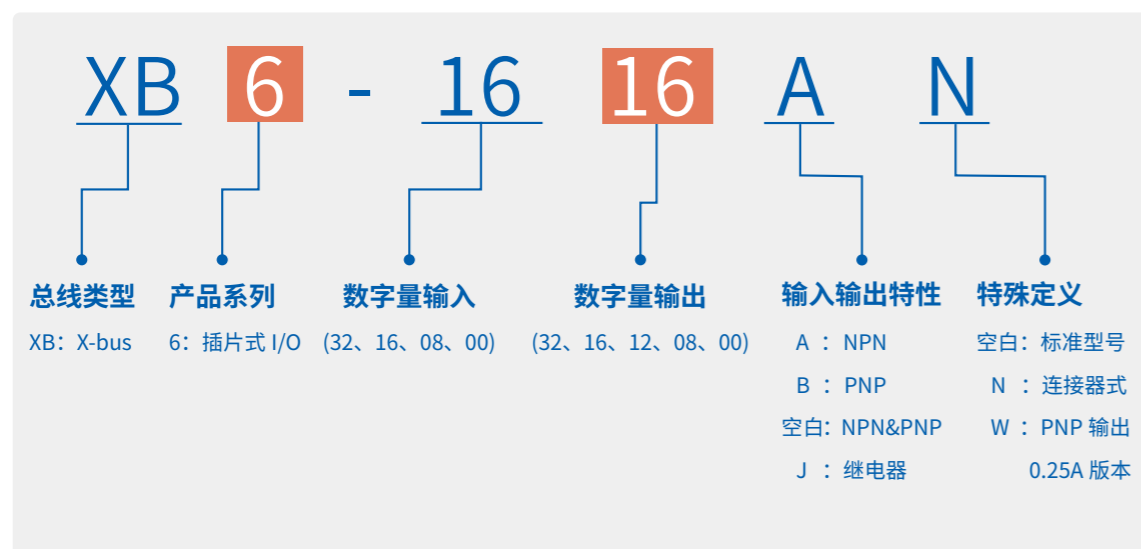 XB 6 - 16 16 A N
总线类型 产品系列 数字量输入 数字量输出 输入输出特性 特殊定义
XB：X-bus 6：插片式 I/O (32、16、08、00) (32、16、12、08、00) A ：NPN 空白：标准型号
B ：PNP N ：连接器式
空白：NPN&PNP W ：PNP 输出
J ：继电器 0.25A 版本